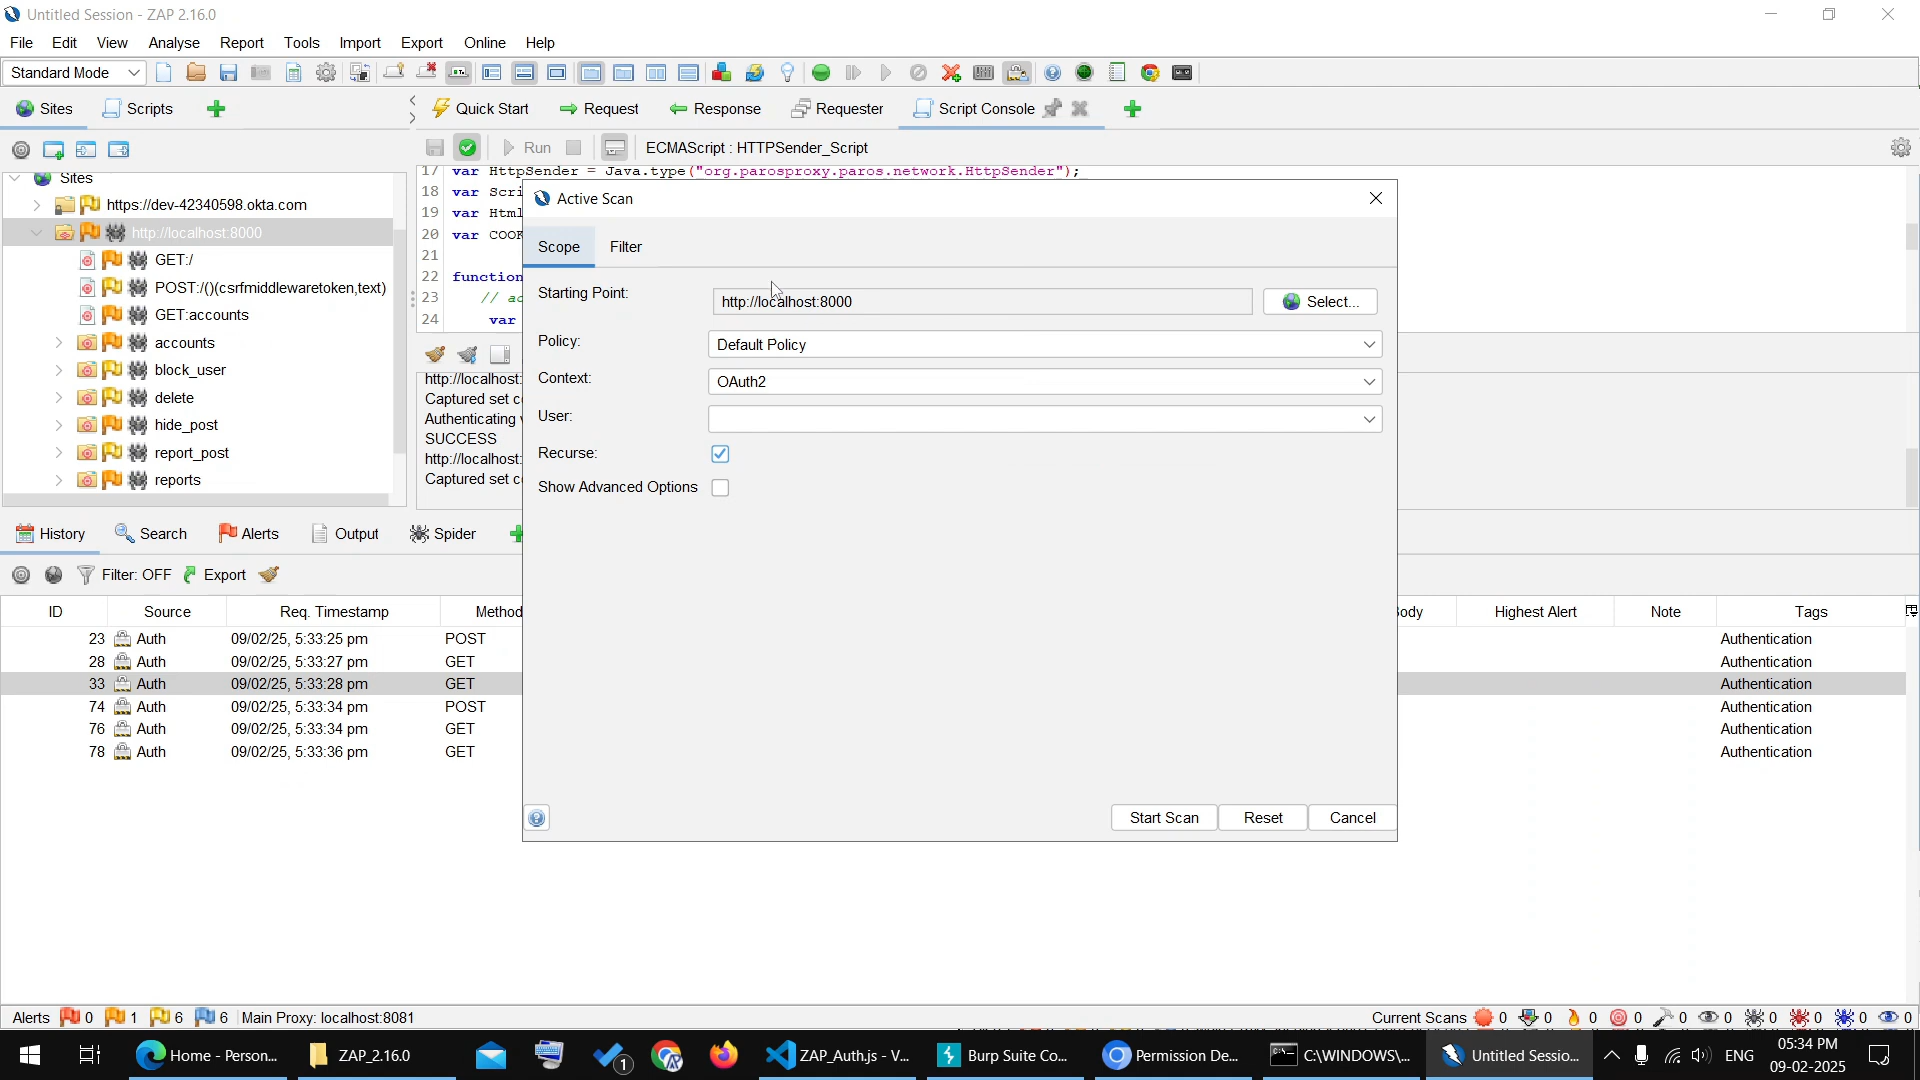 Untitled Session - ZAP 2.16.0
File Edit View Analyse Report Tools Import Export Online Help
Standard Mode
Sites Scripts
Quick Start Request Response Requester Script Console
Run ECMAScript : HTTPSender_Script
Sites
https://dev-42340598.okta.com
http://localhost:8000
GET:/
POST:/()(csrfmiddlewaretoken,text)
GET:accounts
accounts
block_user
delete
hide_post
report_post
reports
17 var HttpSender = Java.type("org.parosproxy.paros.network.HttpSender");
18 var Scri
19 var Html
20 var COOK
21
22 function
23 // ad
24 var
http://localhost:
Captured set c
Authenticating
SUCCESS
http://localhost:
Captured set c
Active Scan
Scope Filter
Starting Point: http://localhost:8000 Select...
Policy: Default Policy
Context: OAuth2
User:
Recurse:
Show Advanced Options
Start Scan Reset Cancel
History Search Alerts Output Spider
Filter: OFF Export
ID Source Req. Timestamp Method ody Highest Alert Note Tags
23 Auth 09/02/25, 5:33:25 pm POST Authentication
28 Auth 09/02/25, 5:33:27 pm GET Authentication
33 Auth 09/02/25, 5:33:28 pm GET Authentication
74 Auth 09/02/25, 5:33:34 pm POST Authentication
76 Auth 09/02/25, 5:33:34 pm GET Authentication
78 Auth 09/02/25, 5:33:36 pm GET Authentication
Alerts 0 1 6 6 Main Proxy: localhost:8081 Current Scans 0 0 0 0 0 0 0 0 0 0
Home - Person... ZAP_2.16.0 1 ZAP_Auth.js - V... Burp Suite Co... Permission De... C:\WINDOWS\... Untitled Sessio... ENG 05:34 PM
09-02-2025